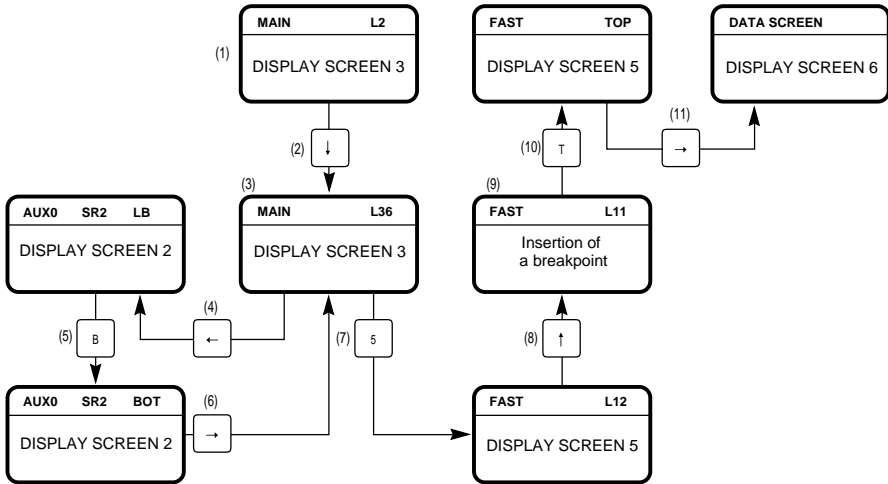 MAIN L2
(1)
DISPLAY SCREEN 3
(2)
↓
(3)
MAIN L36
DISPLAY SCREEN 3
AUX0 SR2 LB
DISPLAY SCREEN 2
(4)
←
(5)
B
AUX0 SR2 BOT
DISPLAY SCREEN 2
(6)
→
(7)
5
FAST L12
DISPLAY SCREEN 5
(8)
↑
(9)
FAST L11
Insertion of
a breakpoint
(10)
T
FAST TOP
DISPLAY SCREEN 5
(11)
→
DATA SCREEN
DISPLAY SCREEN 6